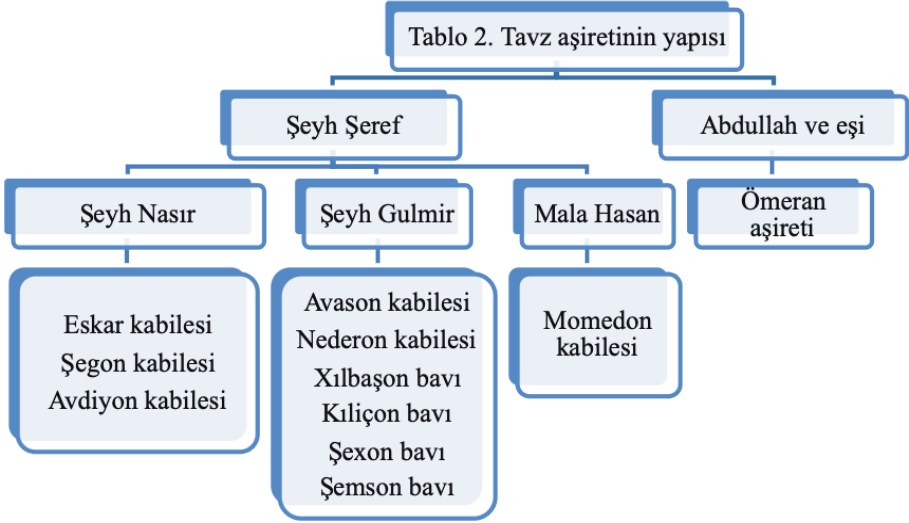 Tablo 2. Tavz aşiretinin yapısı
Şeyh Şeref
Abdullah ve eşi
Şeyh Nasır
Şeyh Gulmir
Mala Hasan
Ömeran
aşireti
Eskar kabilesi
Şegon kabilesi
Avdiyon kabilesi
Avason kabilesi
Nederon kabilesi
Xılbaşon bavı
Kıliçon bavı
Şexon bavı
Şemson bavı
Momedon
kabilesi